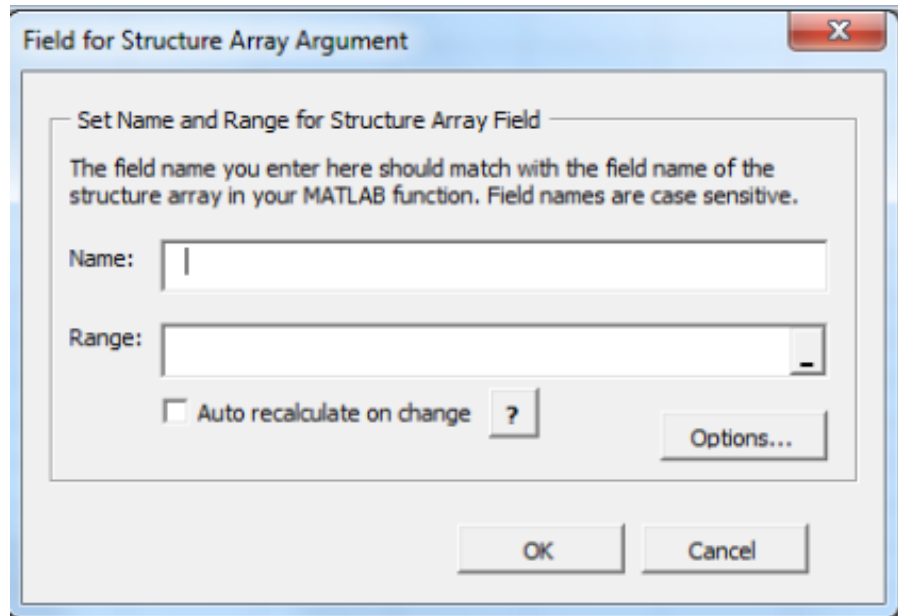 Field for Structure Array Argument
X
Set Name and Range for Structure Array Field
The field name you enter here should match with the field name of the
structure array in your MATLAB function. Field names are case sensitive.
Name:
Range:
_
Auto recalculate on change ?
Options...
OK Cancel